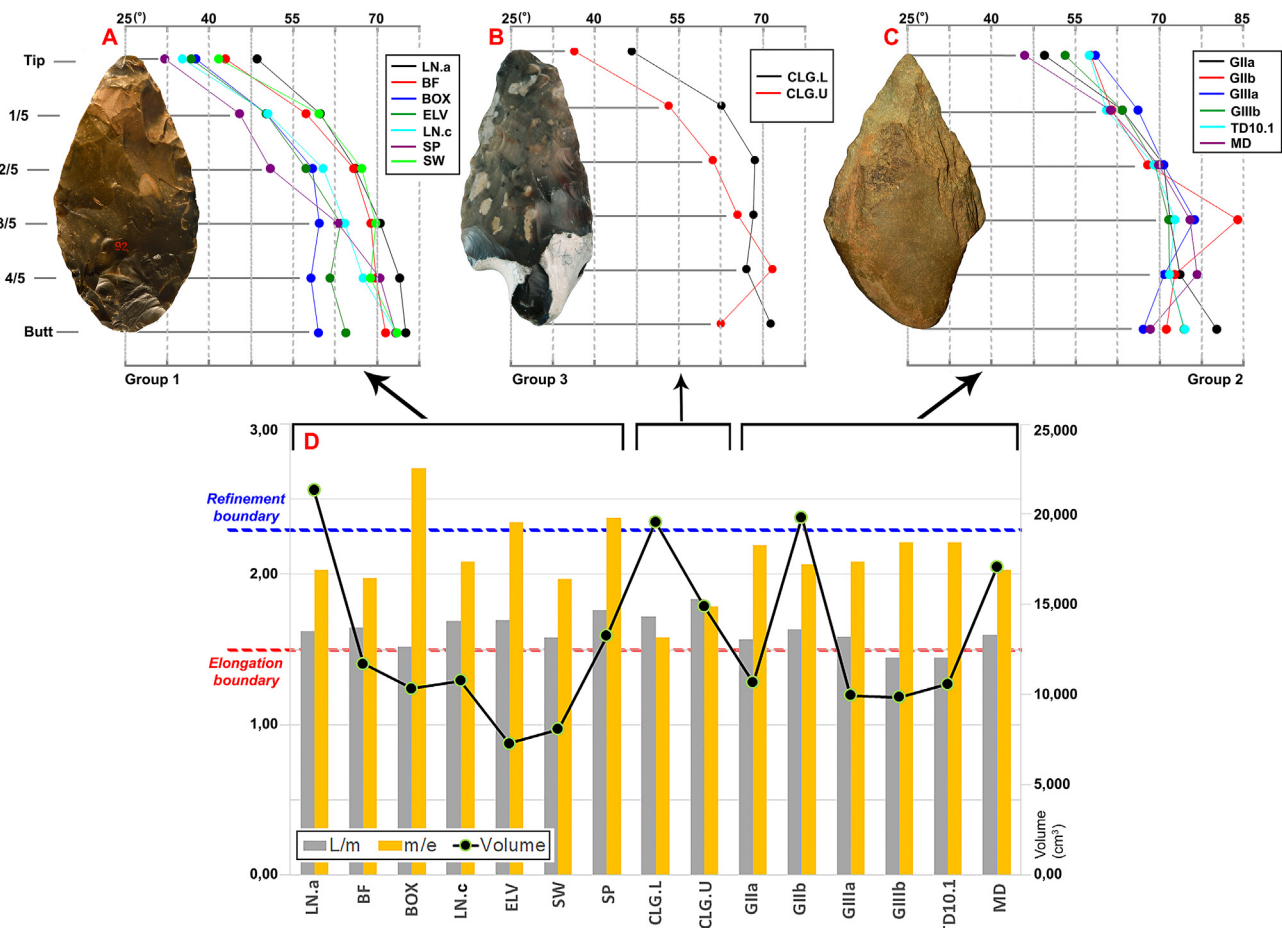 25(°) 40 55 70
A
Tip
1/5
2/5
3/5
4/5
Butt
92
LN.a
BF
BOX
ELV
LN.c
SP
SW
Group 1
25(°) 40 55 70
B
CLG.L
CLG.U
Group 3
25(°) 40 55 70 85
C
GIIa
GIIb
GIIIa
GIIIb
TD10.1
MD
Group 2
D
3,00
2,00
1,00
0,00
Refinement
boundary
Elongation
boundary
25,000
20,000
15,000
10,000
5,000
0,00
Volume
(cm³)
L/m m/e Volume
LN.a BF BOX LN.c ELV SW SP CLG.L CLG.U GIIa GIIb GIIIa GIIIb TD10.1 MD